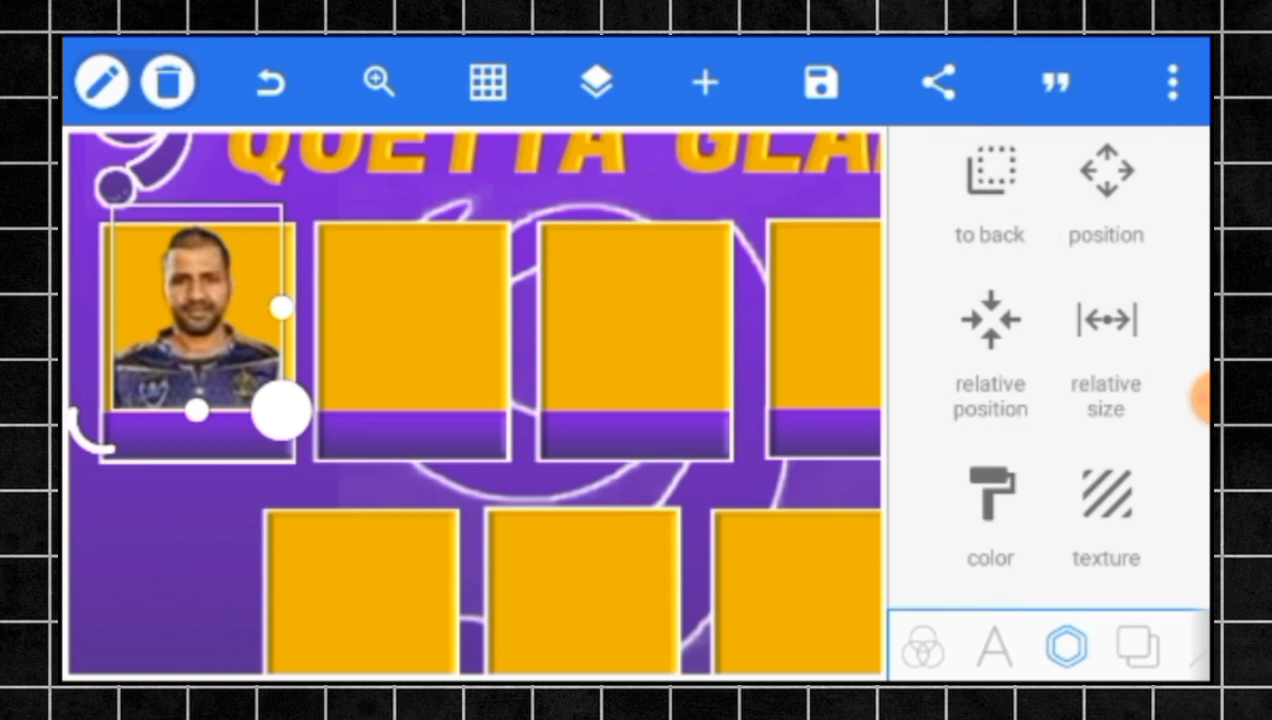 QUETTA GLA
to back
position
relative
position
relative
size
color
texture